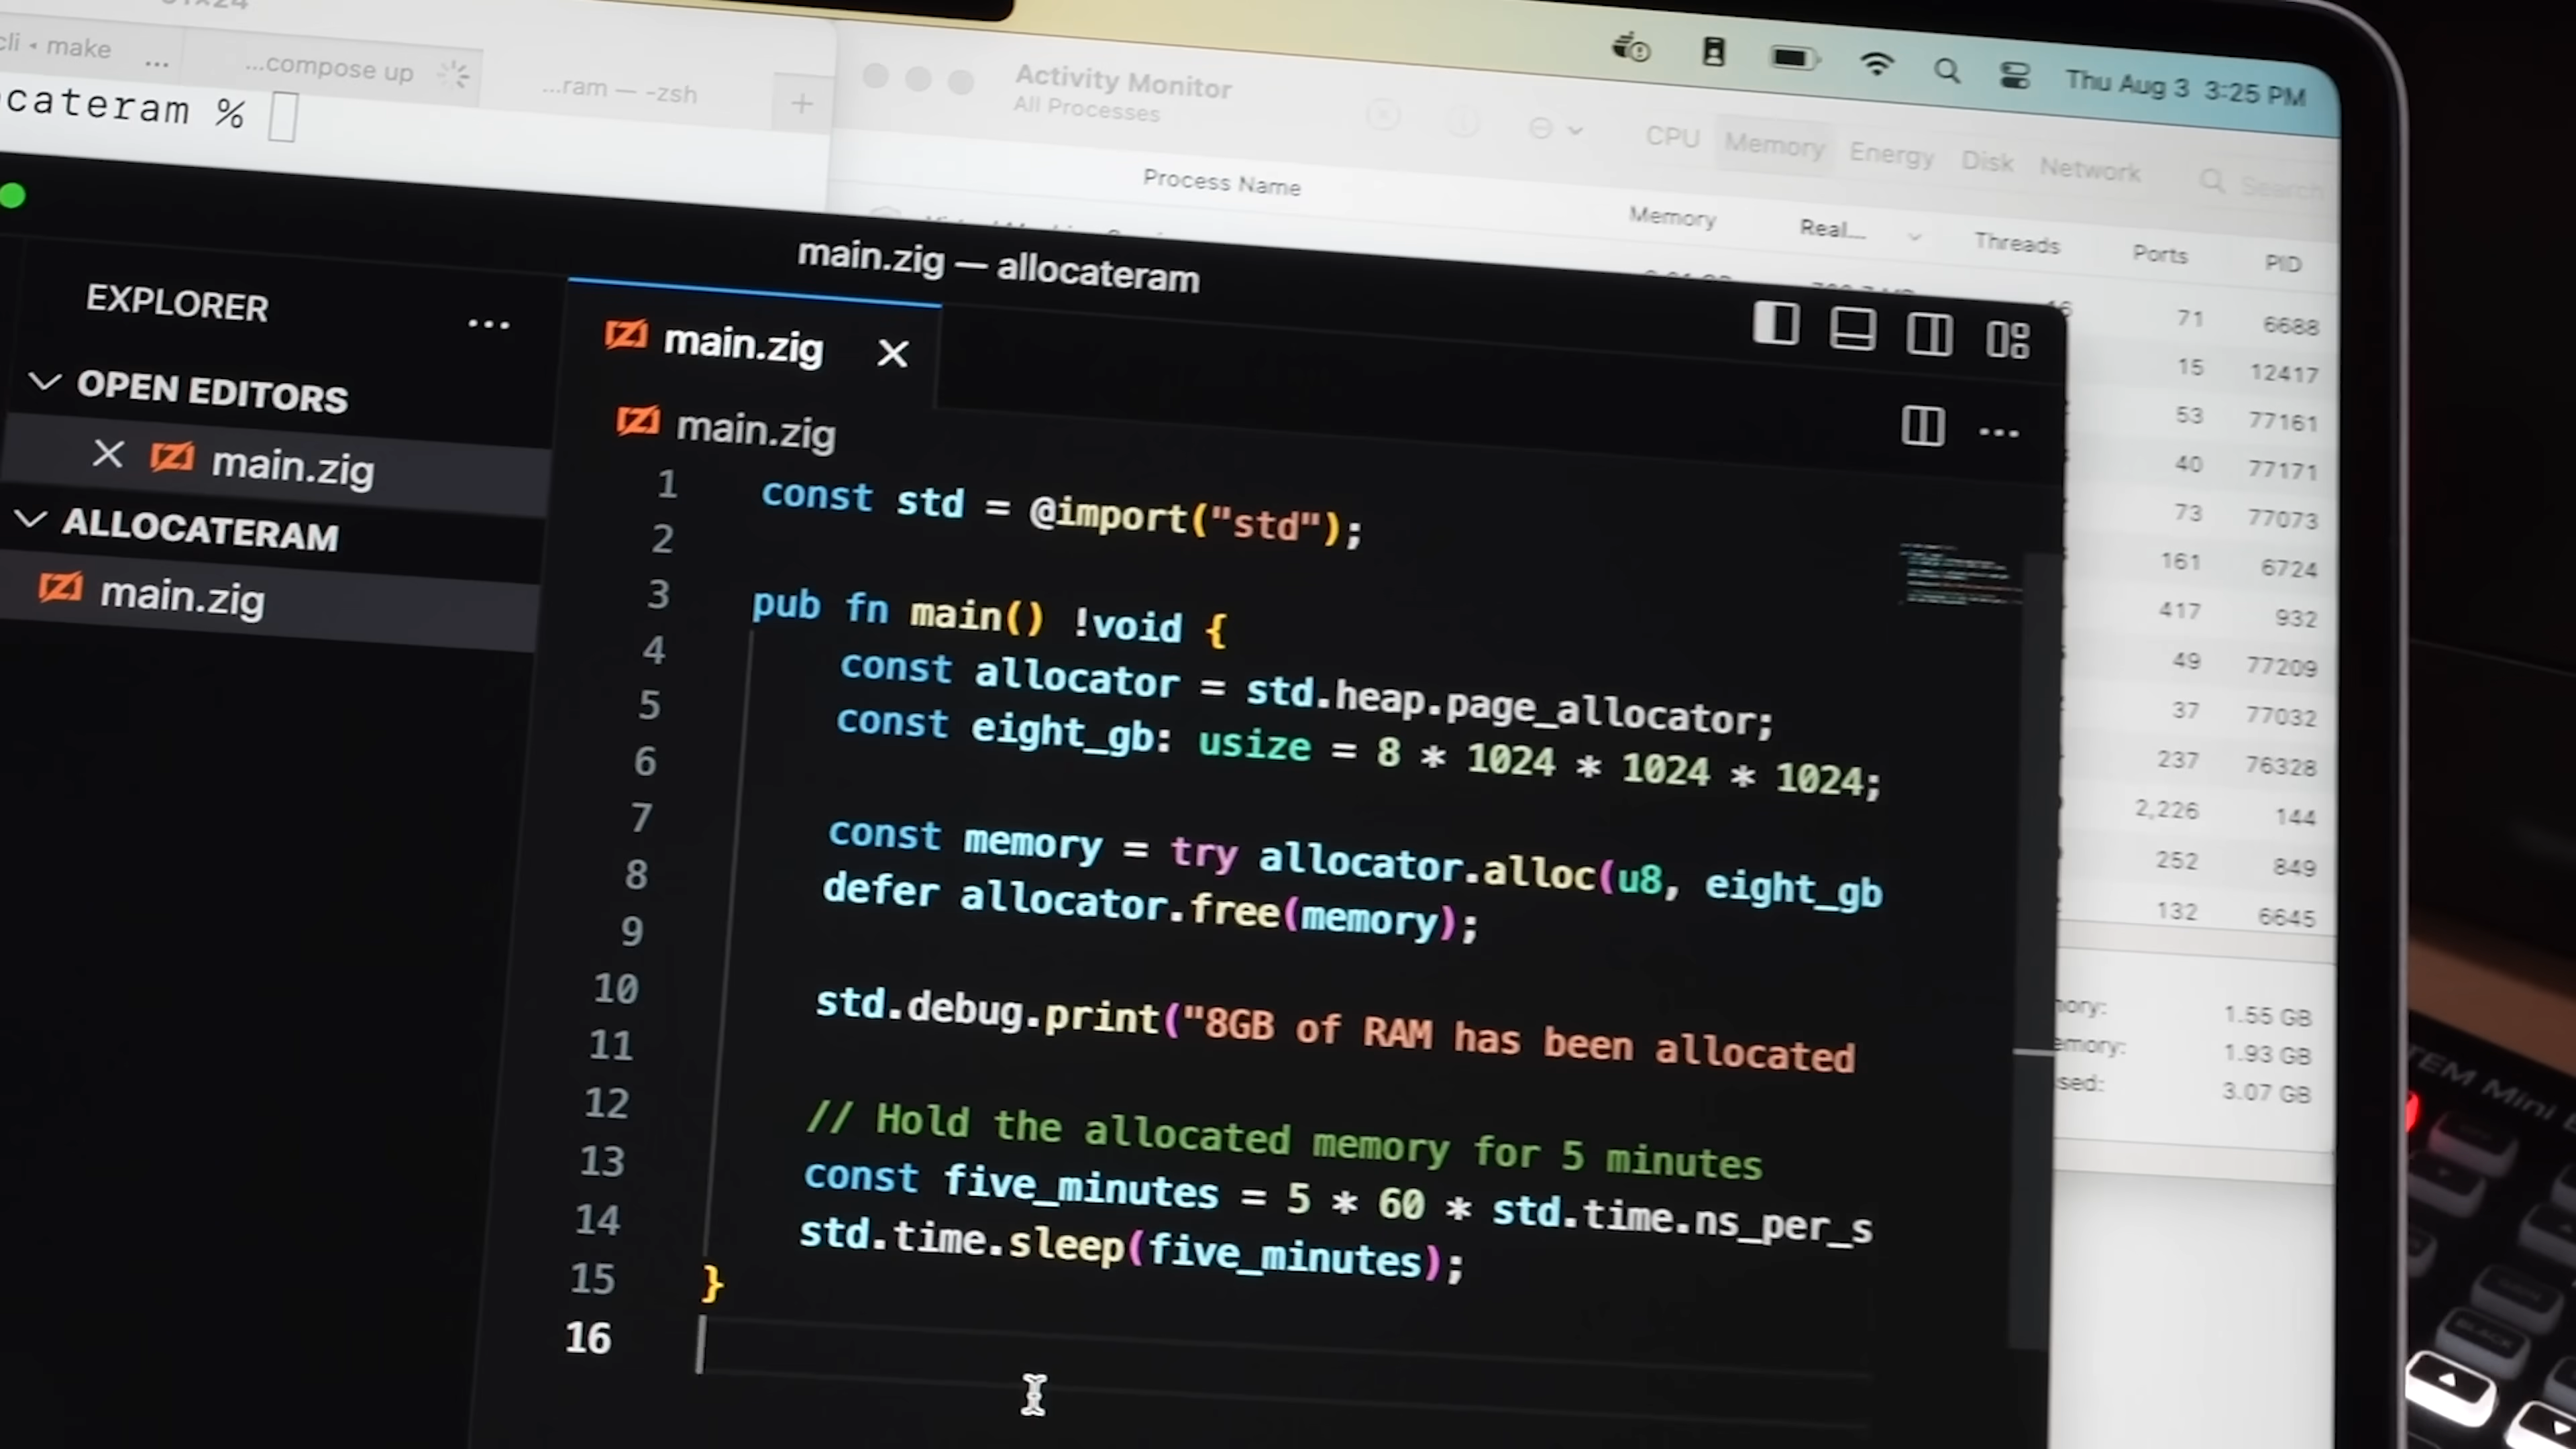 cli ◂ make ... ...compose up ...ram — -zsh +
cateram %
Activity Monitor
All Processes
Thu Aug 3 3:25 PM
CPU Memory Energy Disk Network Search
Process Name Memory Real... Threads Ports PID
71 6688
15 12417
53 77161
40 77171
73 77073
161 6724
417 932
49 77209
37 77032
237 76328
2,226 144
252 849
132 6645
1.55 GB
1.93 GB
3.07 GB
main.zig — allocateram
EXPLORER ...
OPEN EDITORS
main.zig
ALLOCATERAM
main.zig
main.zig
main.zig
1 const std = @import("std");
2
3 pub fn main() !void {
4 const allocator = std.heap.page_allocator;
5 const eight_gb: usize = 8 * 1024 * 1024 * 1024;
6
7 const memory = try allocator.alloc(u8, eight_gb
8 defer allocator.free(memory);
9
10 std.debug.print("8GB of RAM has been allocated
11
12 // Hold the allocated memory for 5 minutes
13 const five_minutes = 5 * 60 * std.time.ns_per_s
14 std.time.sleep(five_minutes);
15 }
16
TEM Mini
BLACK